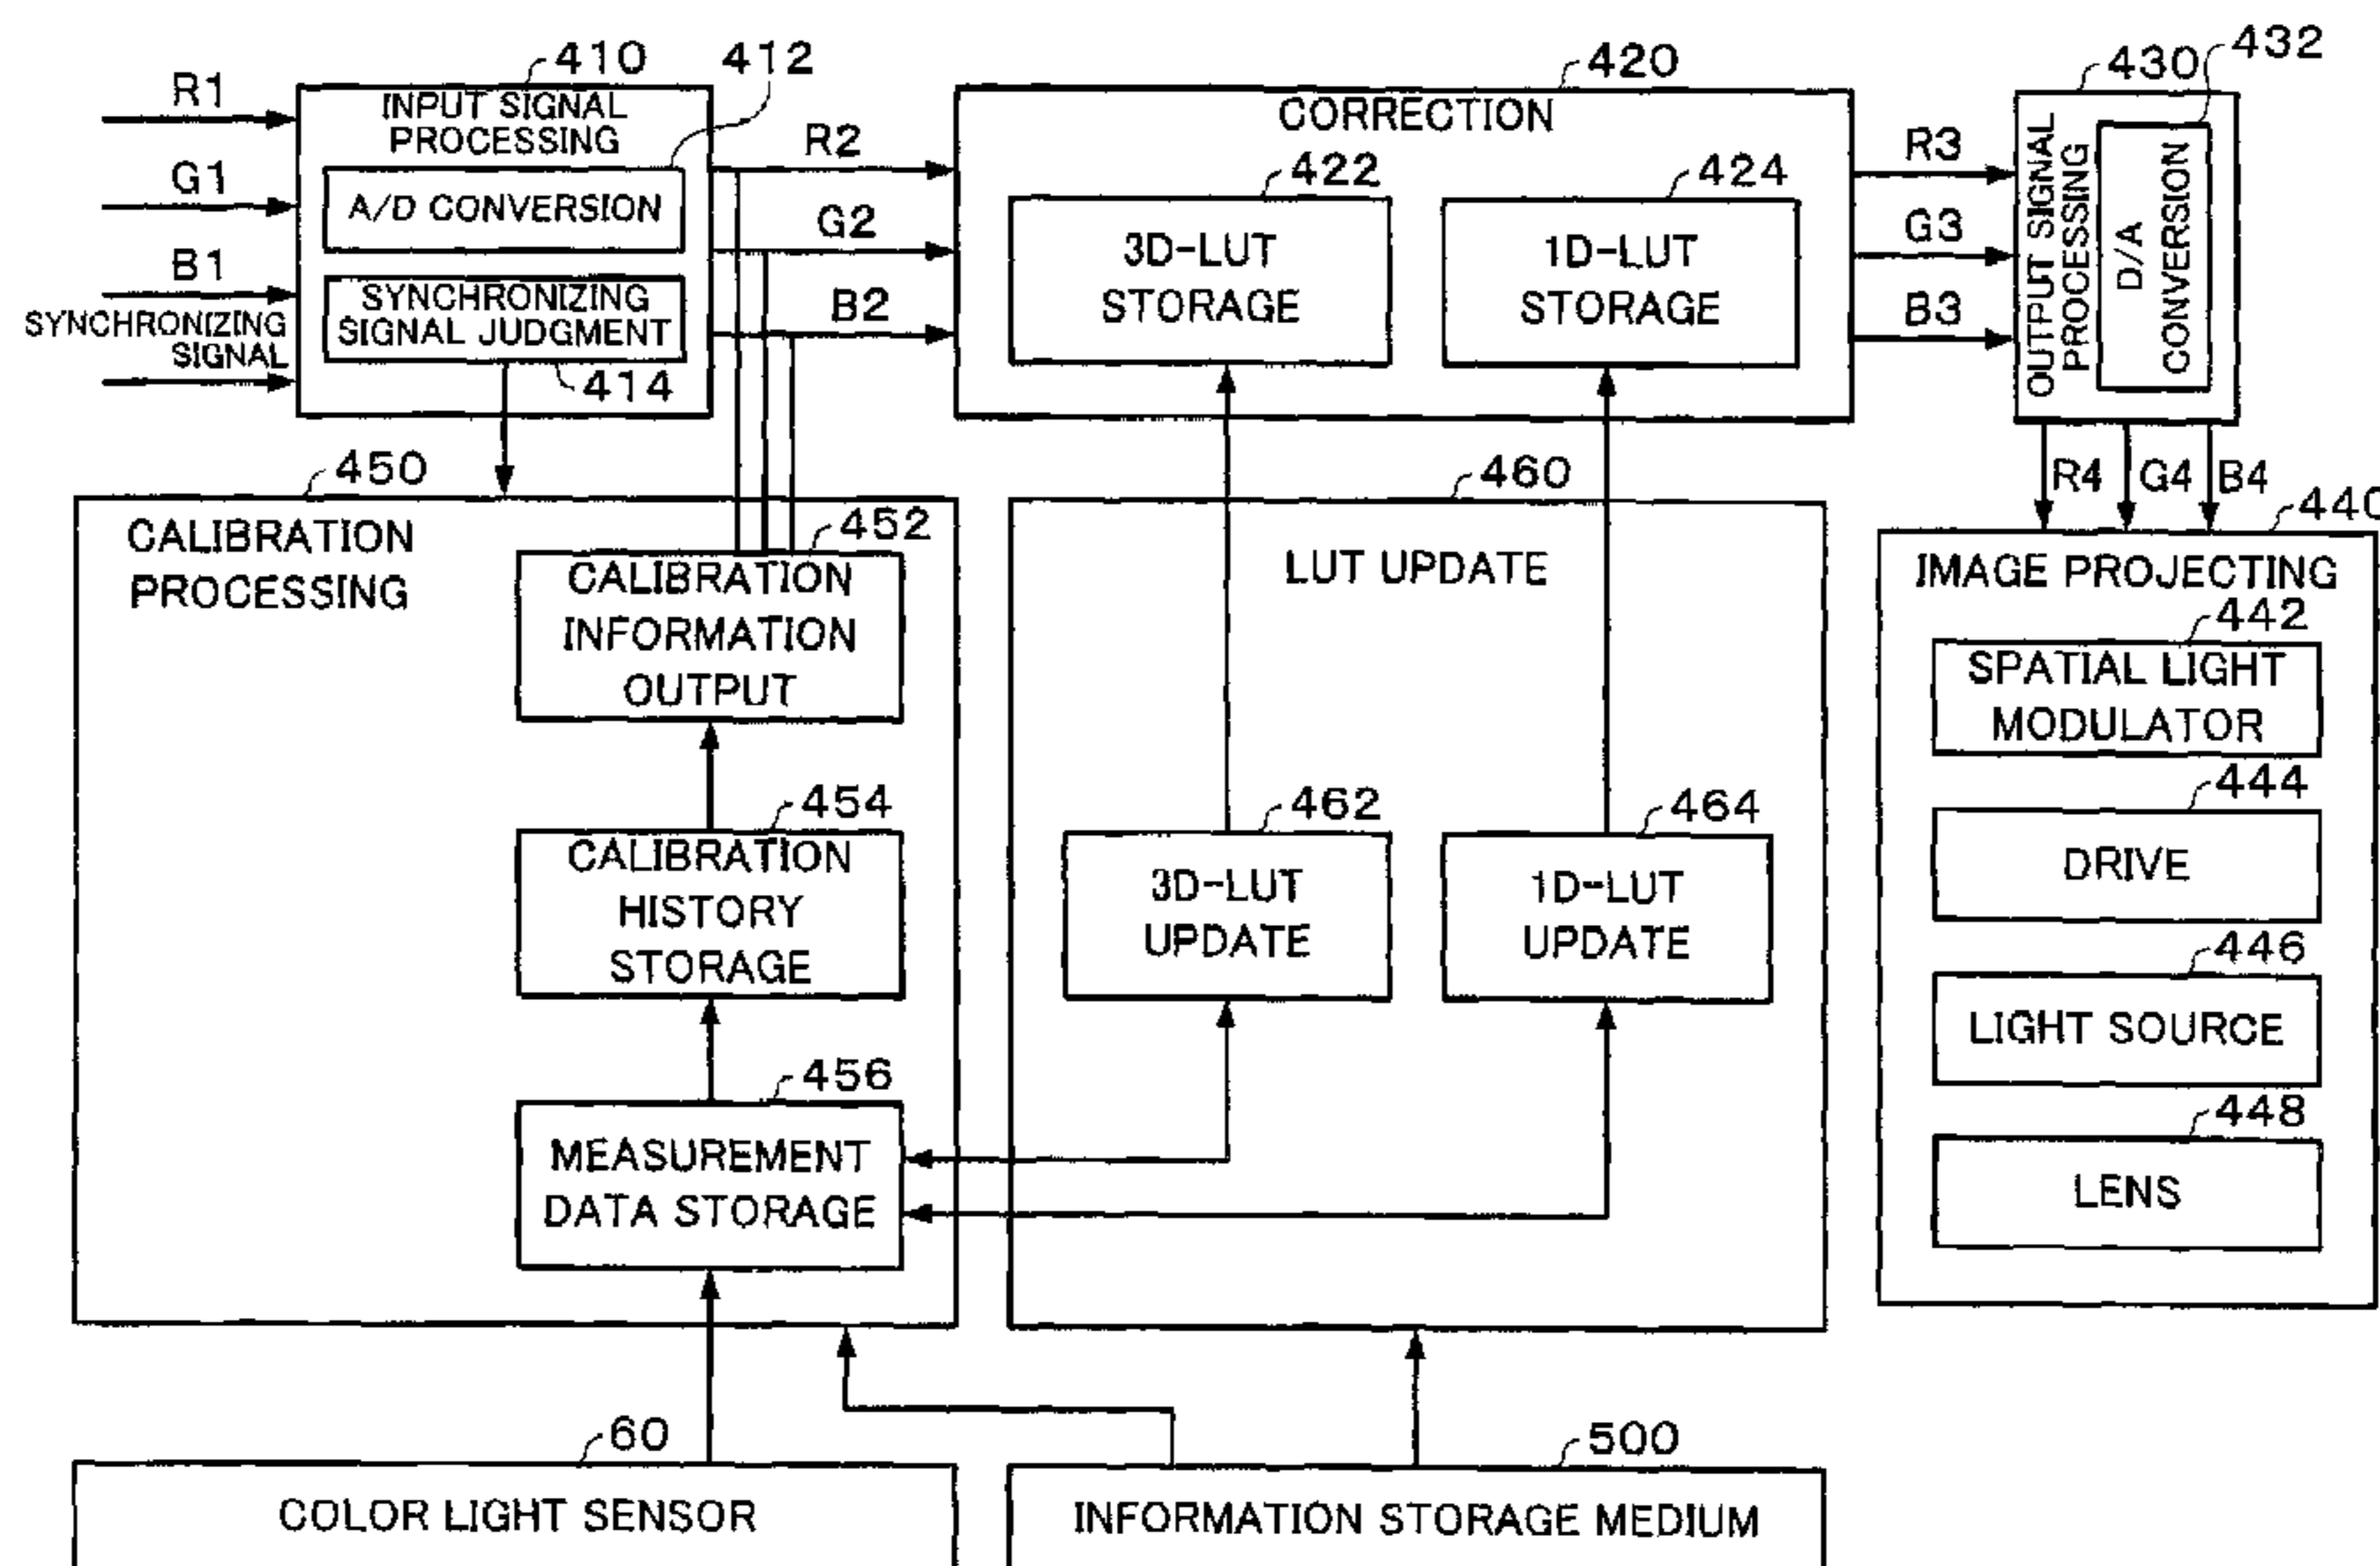 410
412
R1
INPUT SIGNAL
PROCESSING
G1
A/D CONVERSION
B1
SYNCHRONIZING
SIGNAL
SYNCHRONIZING
SIGNAL JUDGMENT
414
R2
G2
B2
420
CORRECTION
422
3D-LUT
STORAGE
424
1D-LUT
STORAGE
R3
G3
B3
430
432
OUTPUT SIGNAL
PROCESSING
D/A
CONVERSION
R4
G4
B4
450
CALIBRATION
PROCESSING
452
CALIBRATION
INFORMATION
OUTPUT
454
CALIBRATION
HISTORY
STORAGE
456
MEASUREMENT
DATA STORAGE
460
LUT UPDATE
462
3D-LUT
UPDATE
464
1D-LUT
UPDATE
440
IMAGE PROJECTING
442
SPATIAL LIGHT
MODULATOR
444
DRIVE
446
LIGHT SOURCE
448
LENS
60
COLOR LIGHT SENSOR
500
INFORMATION STORAGE MEDIUM